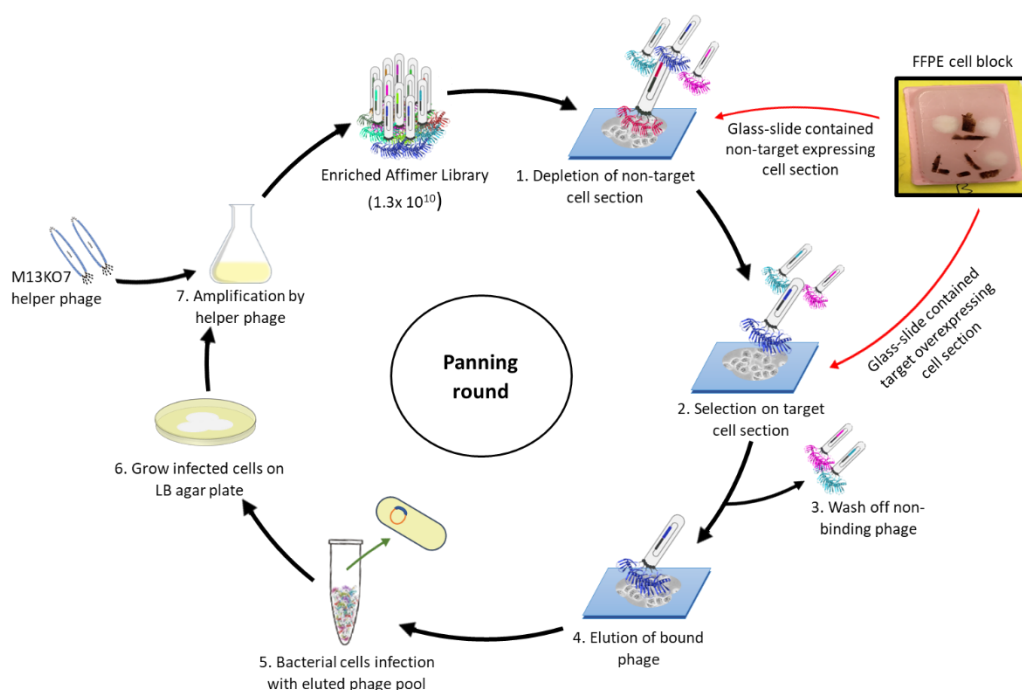 FFPE cell block
Glass-slide contained
non-target expressing
cell section
Enriched Affimer Library
(1.3x 10¹⁰)
1. Depletion of non-target
cell section
M13KO7
helper phage
7. Amplification by
helper phage
Panning
round
Glass-slide contained
target overexpressing
cell section
2. Selection on target
cell section
3. Wash off non-
binding phage
6. Grow infected cells on
LB agar plate
4. Elution of bound
phage
5. Bacterial cells infection
with eluted phage pool